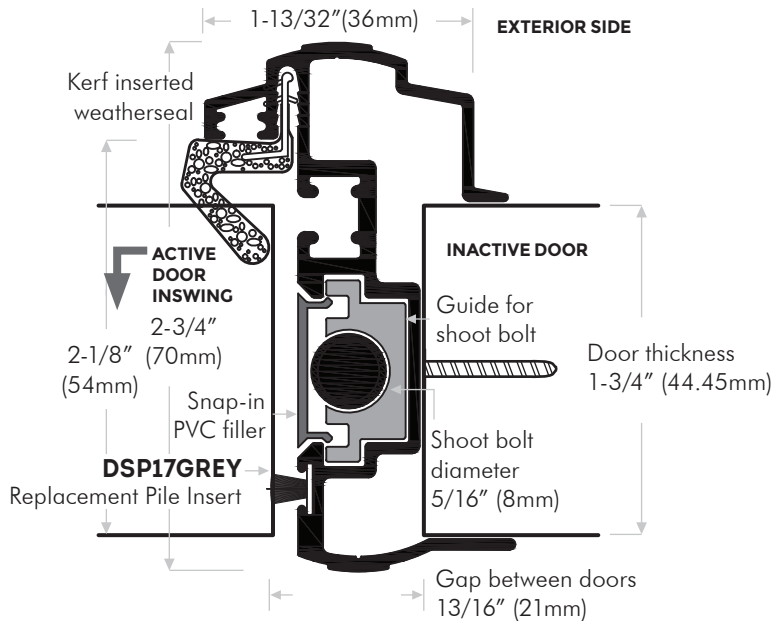 1-13/32”(36mm)
EXTERIOR SIDE
Kerf inserted
weatherseal
ACTIVE
DOOR
INSWING
INACTIVE DOOR
2-3/4”
(70mm)
2-1/8”
(54mm)
Guide for
shoot bolt
Door thickness
1-3/4” (44.45mm)
Snap-in
PVC filler
Shoot bolt
diameter
5/16” (8mm)
DSP17GREY
Replacement Pile Insert
Gap between doors
13/16” (21mm)